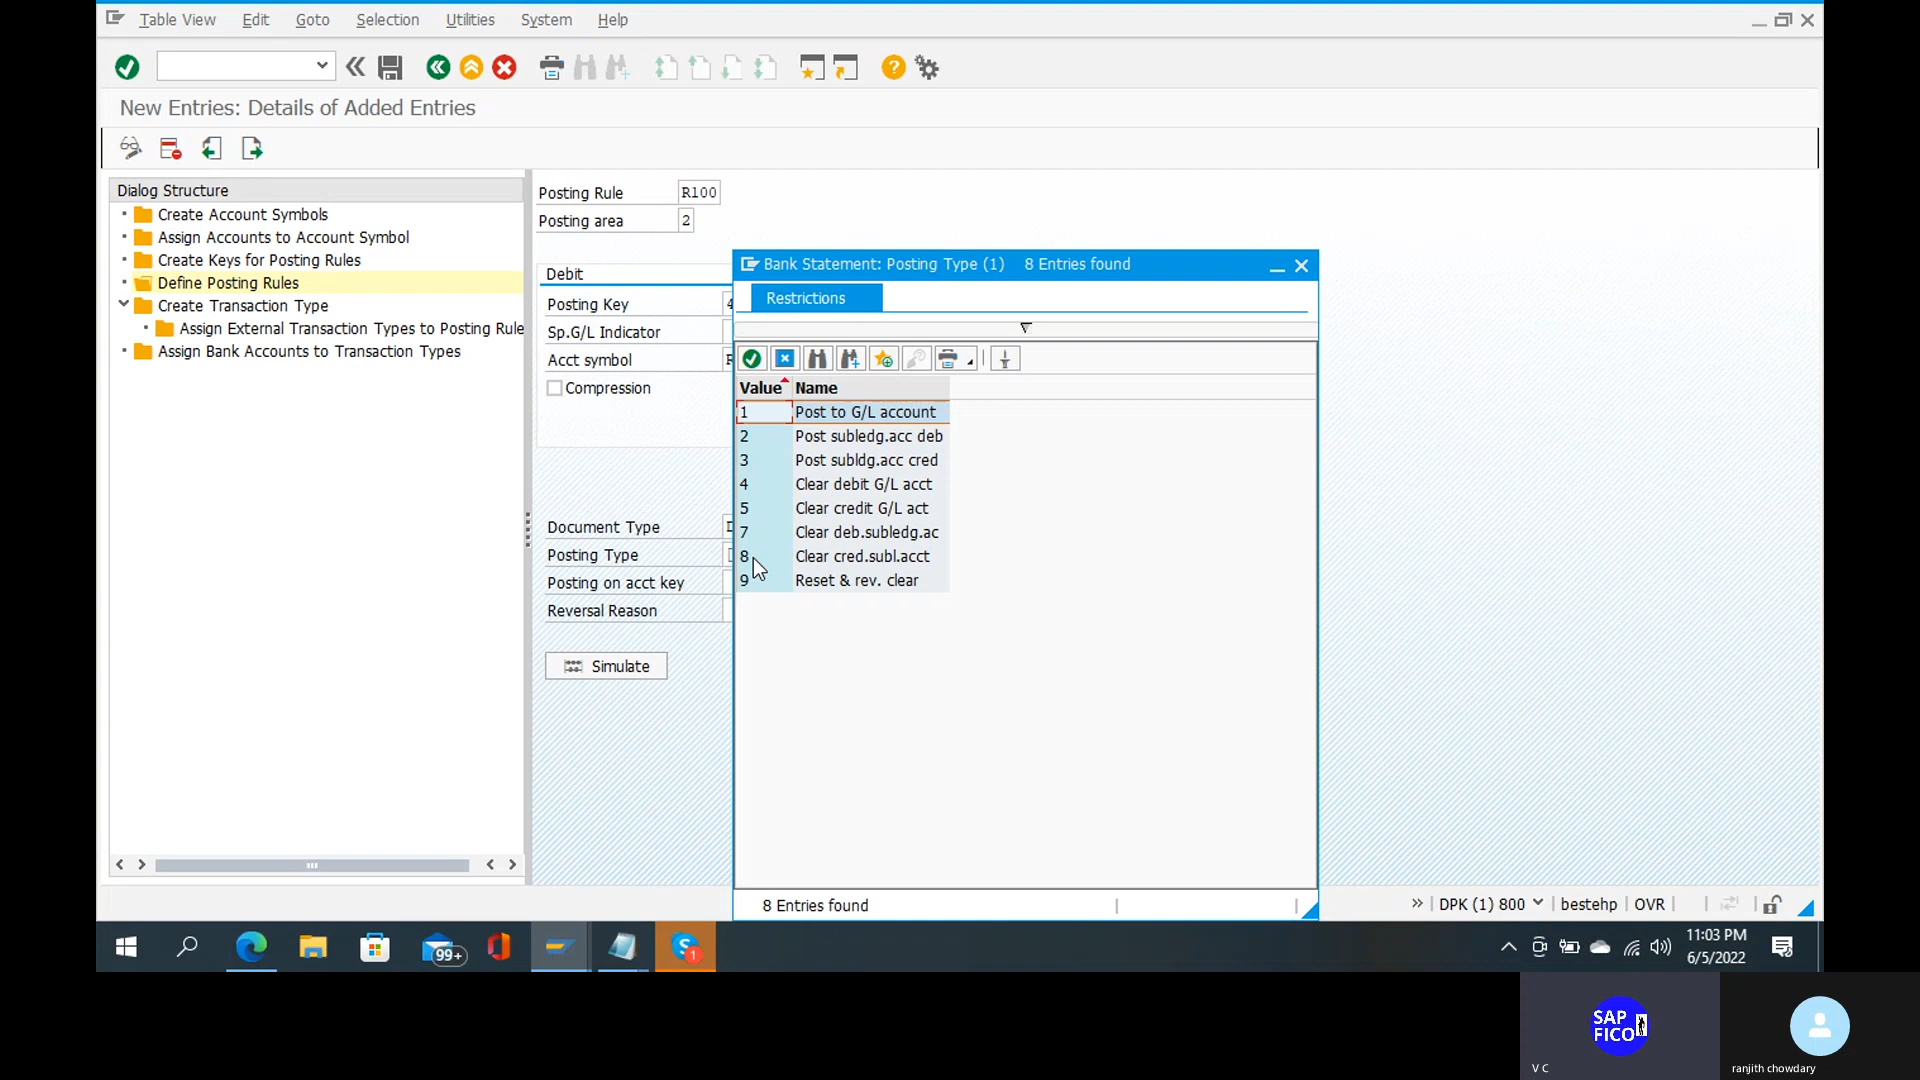 Table View Edit Goto Selection Utilities System Help
New Entries: Details of Added Entries
Dialog Structure
Create Account Symbols
Assign Accounts to Account Symbol
Create Keys for Posting Rules
Define Posting Rules
Create Transaction Type
Assign External Transaction Types to Posting Rule
Assign Bank Accounts to Transaction Types
Posting Rule R100
Posting area 2
Debit
Posting Key 4
Sp.G/L Indicator
Acct symbol
Compression
Document Type
Posting Type
Posting on acct key
Reversal Reason
Simulate
Bank Statement: Posting Type (1) 8 Entries found
Restrictions
Value Name
1 Post to G/L account
2 Post subledg.acc deb
3 Post subldg.acc cred
4 Clear debit G/L acct
5 Clear credit G/L act
7 Clear deb.subledg.ac
8 Clear cred.subl.acct
9 Reset & rev. clear
8 Entries found
DPK (1) 800 bestehp OVR
99+
1
11:03 PM
6/5/2022
SAP
FICO
V C
ranjith chowdary